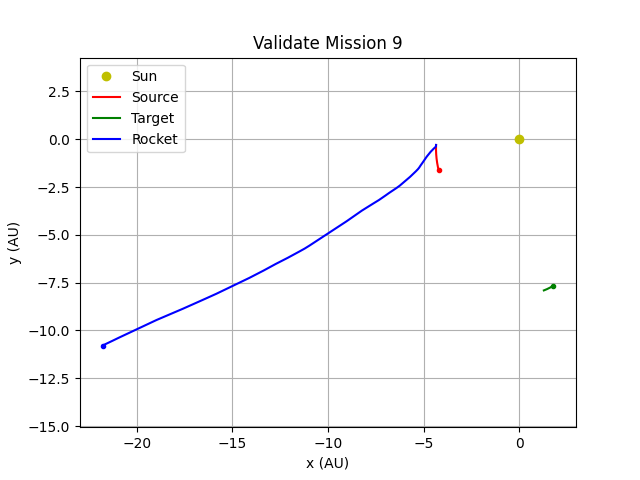 Validate Mission 9
Sun
Source
Target
Rocket
2.5
0.0
−2.5
−5.0
−7.5
−10.0
−12.5
−15.0
y (AU)
−20
−15
−10
−5
0
x (AU)